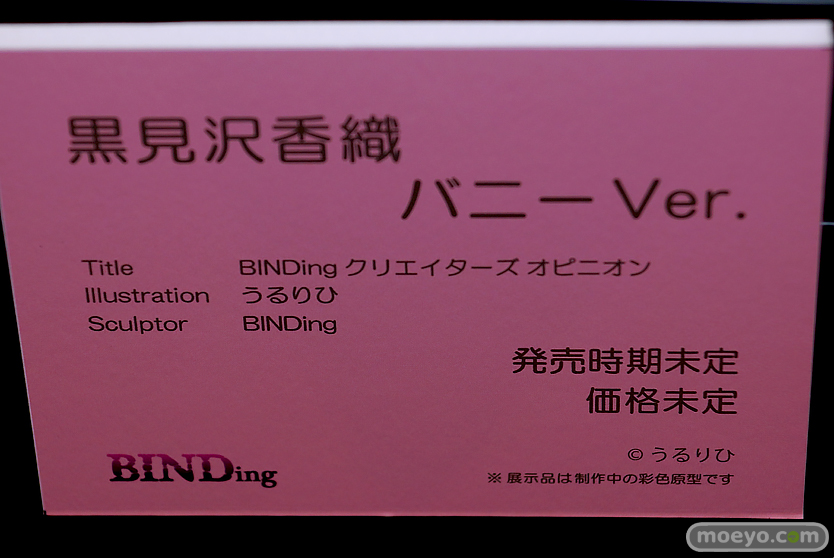 黒見沢香織
バニーVer.
Title BINDing クリエイターズ オピニオン
Illustration うるりひ
Sculptor BINDing
発売時期未定
価格未定
© うるりひ
BINDing
※ 展示品は制作中の彩色原型です
moeyo.com